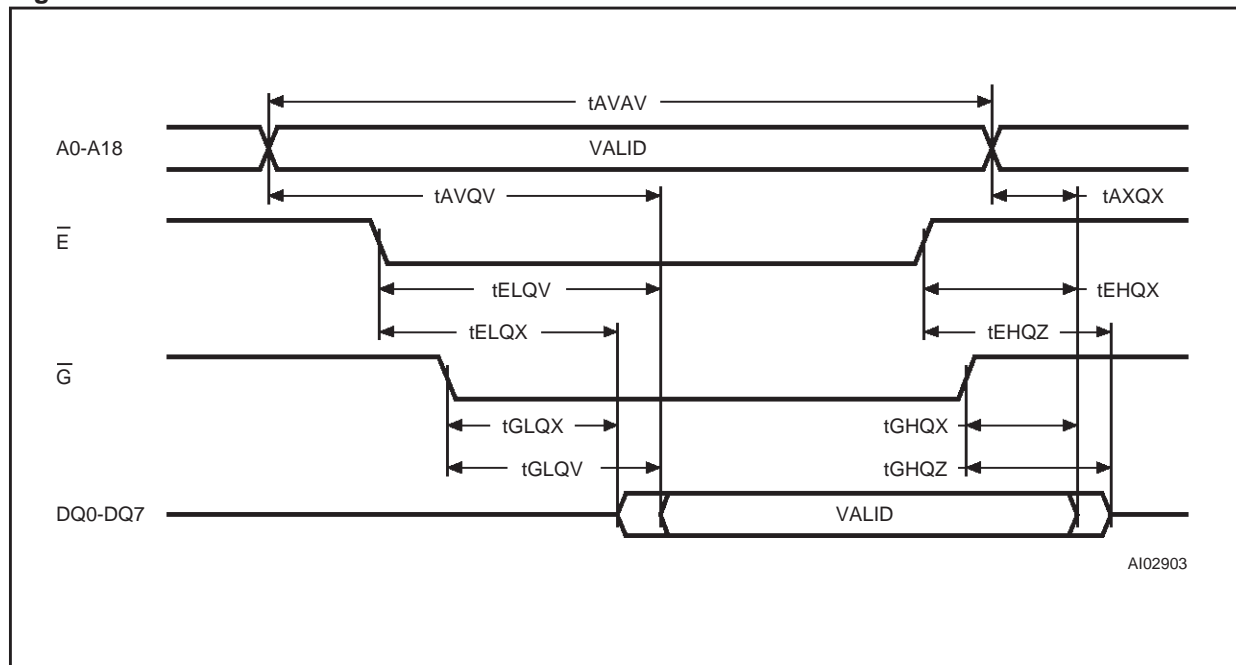 tAVAV
A0-A18
VALID
tAVQV
tAXQX
E
tELQV
tEHQX
tELQX
tEHQZ
G
tGLQX
tGHQX
tGLQV
tGHQZ
DQ0-DQ7
VALID
AI02903